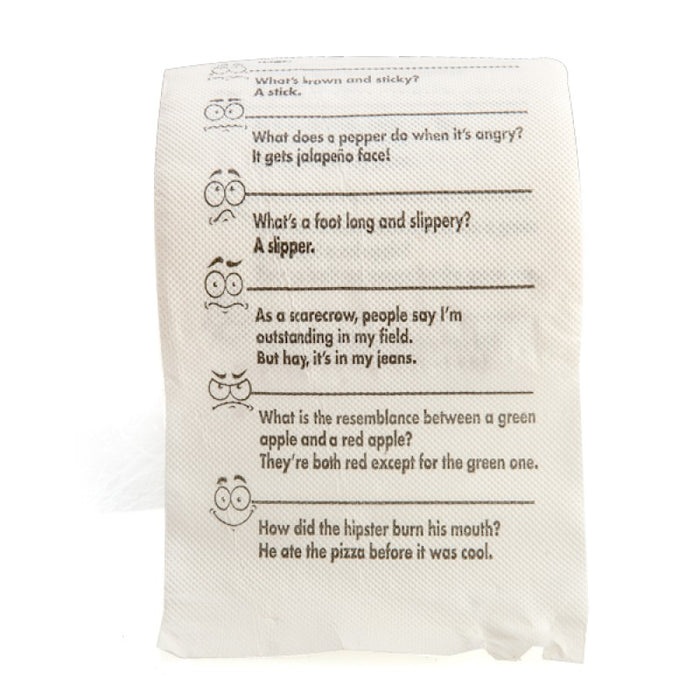 What's brown and sticky?
A stick.
What does a pepper do when it's angry?
It gets jalapeño face!
What's a foot long and slippery?
A slipper.
As a scarecrow, people say I'm
outstanding in my field.
But hay, it's in my jeans.
What is the resemblance between a green
apple and a red apple?
They're both red except for the green one.
How did the hipster burn his mouth?
He ate the pizza before it was cool.